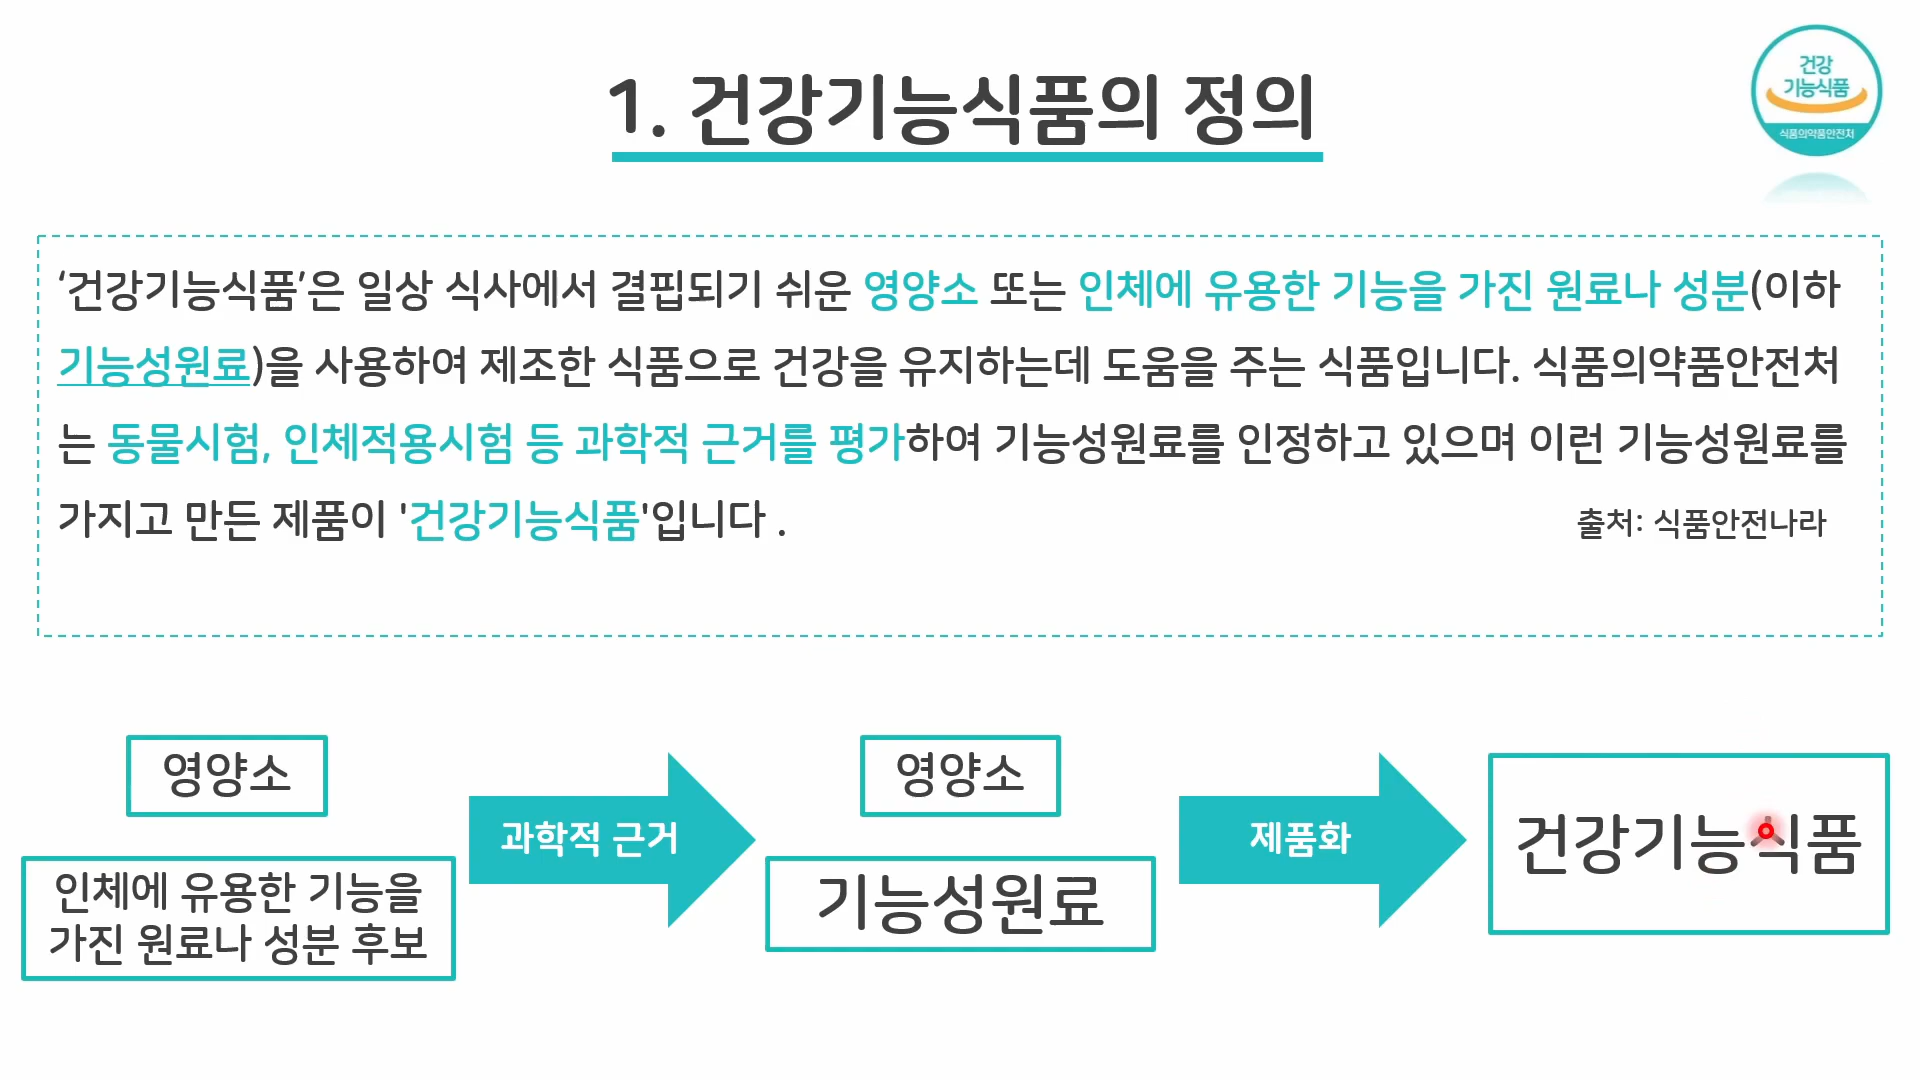 1. 건강기능식품의 정의
건강
기능식품
식품의약품안전처
‘건강기능식품’은 일상 식사에서 결핍되기 쉬운 영양소 또는 인체에 유용한 기능을 가진 원료나 성분(이하
기능성원료)을 사용하여 제조한 식품으로 건강을 유지하는데 도움을 주는 식품입니다. 식품의약품안전처
는 동물시험, 인체적용시험 등 과학적 근거를 평가하여 기능성원료를 인정하고 있으며 이런 기능성원료를
가지고 만든 제품이 '건강기능식품'입니다 .
출처: 식품안전나라
영양소
인체에 유용한 기능을
가진 원료나 성분 후보
과학적 근거
영양소
기능성원료
제품화
건강기능식품